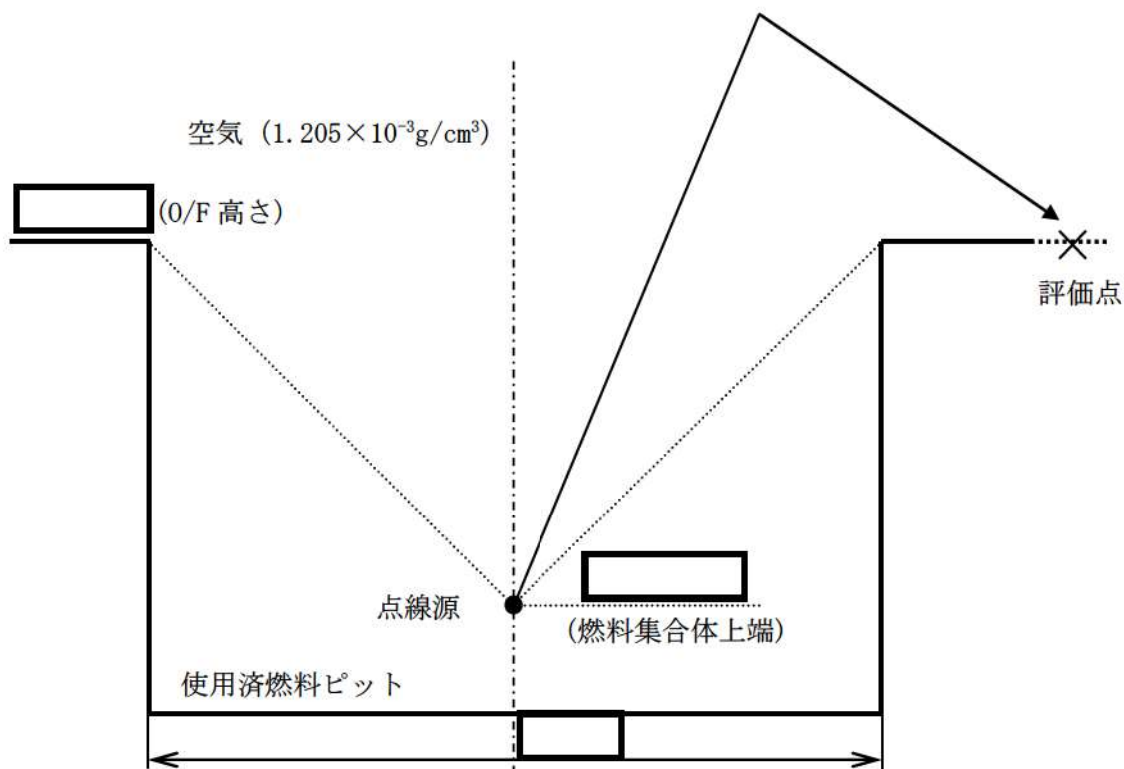 空気 (1.205×10⁻³g/cm³)
(O/F 高さ)
評価点
点線源
(燃料集合体上端)
使用済燃料ピット